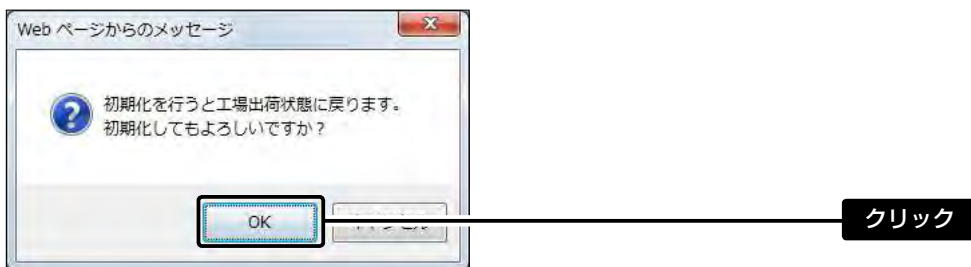 Web ページからのメッセージ
初期化を行うと工場出荷状態に戻ります。
初期化してもよろしいですか？
OK
クリック